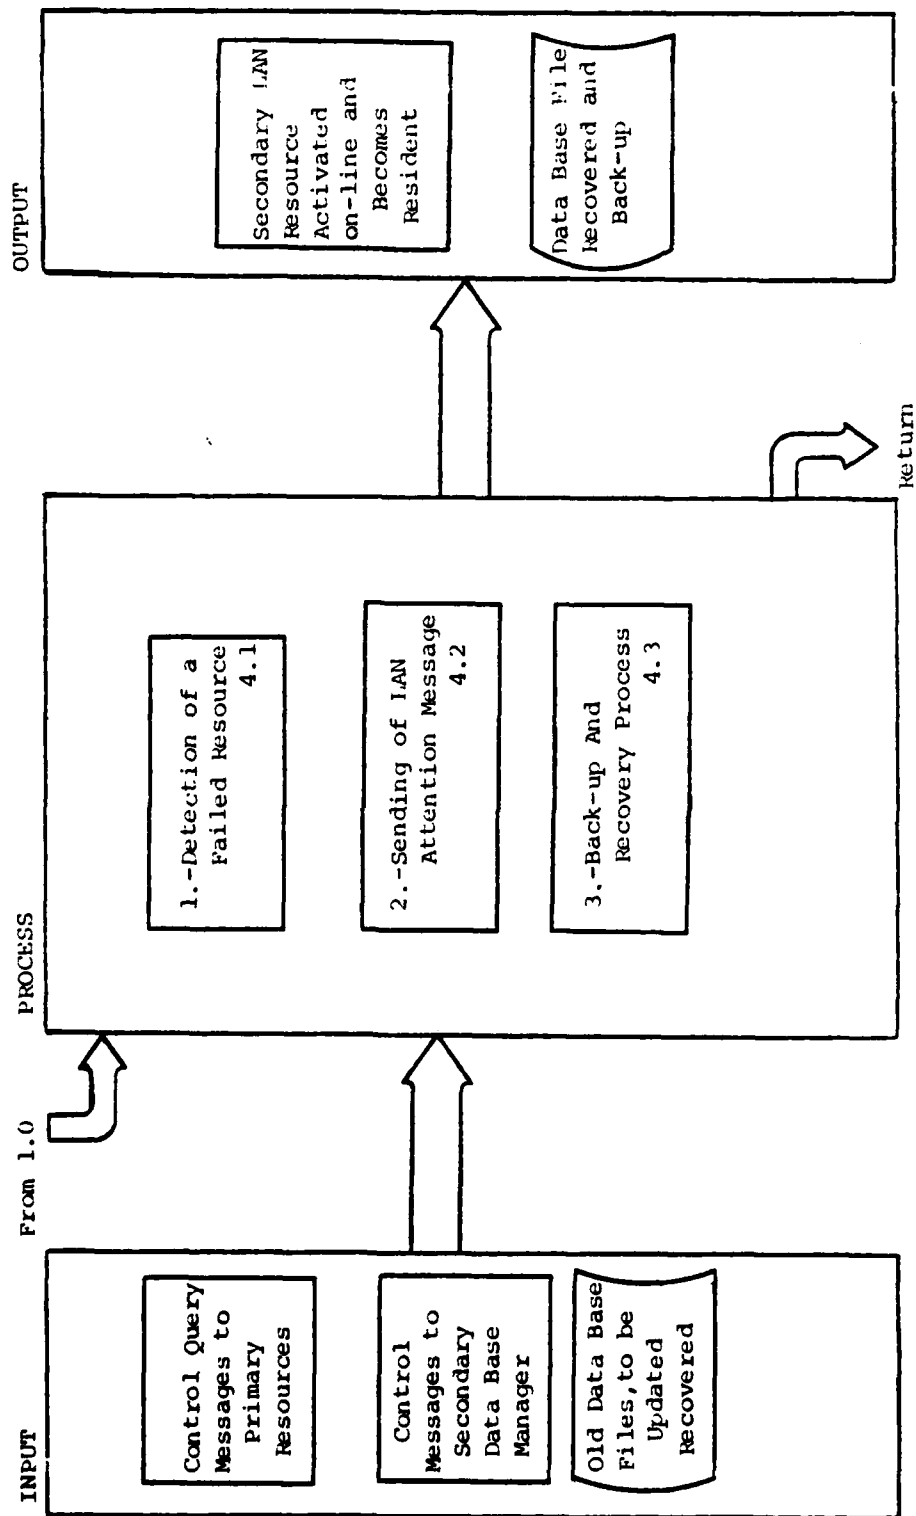 INPUT
Control Query
Messages to
Primary
Resources
Control
Messages to
Secondary
Data Base
Manager
Old Data Base
Files,to be
Updated
Recovered
From 1.0
PROCESS
1.-Detection of a
Failed Resource
4.1
2.-Sending of LAN
Attention Message
4.2
3.-Back-up And
Recovery Process
4.3
Return
OUTPUT
Secondary LAN
Resource
Activated
on-line and
Becomes
Resident
Data Base File
Recovered and
Back-up